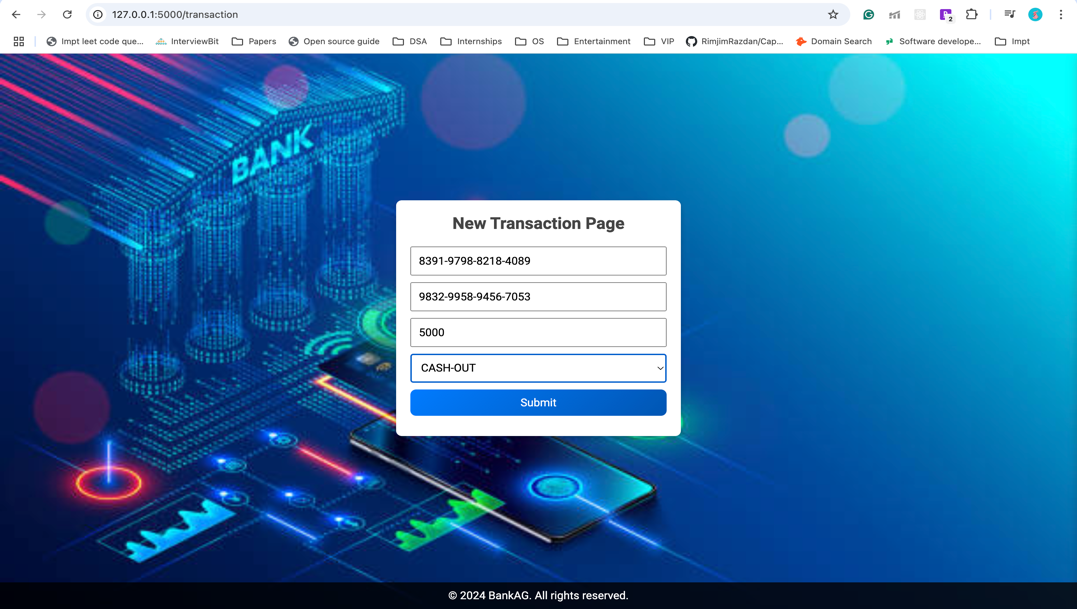 127.0.0.1:5000/transaction
2
Impt leet code que...
InterviewBit
Papers
Open source guide
DSA
Internships
OS
Entertainment
VIP
RimjimRazdan/Cap...
Domain Search
Software develope...
Impt
BANK
New Transaction Page
8391-9798-8218-4089
9832-9958-9456-7053
5000
CASH-OUT
Submit
© 2024 BankAG. All rights reserved.